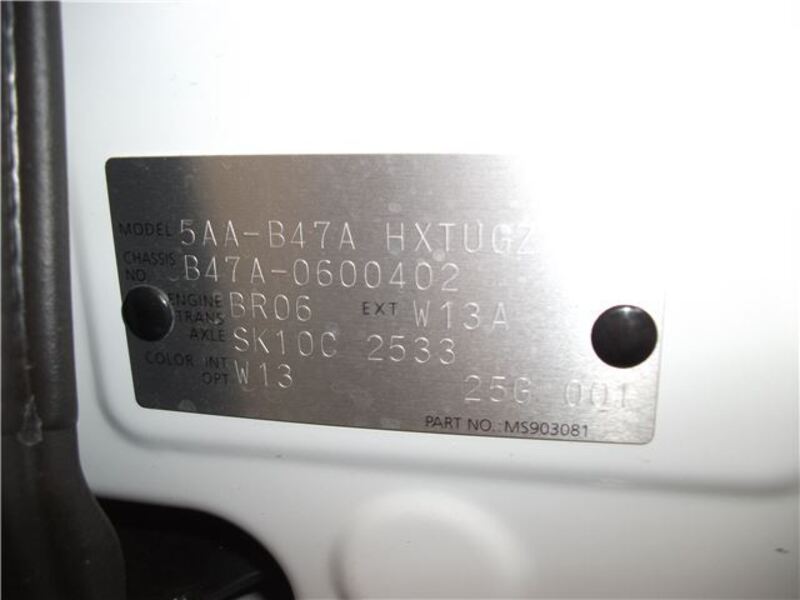 MODEL 5AA-B47A HXTUGZ
CHASSIS NO. B47A-0600402
ENGINE BR06 EXT W13A
TRANS AXLE SK10C 2533
COLOR INT OPT W13 25G 001
PART NO.: MS903081